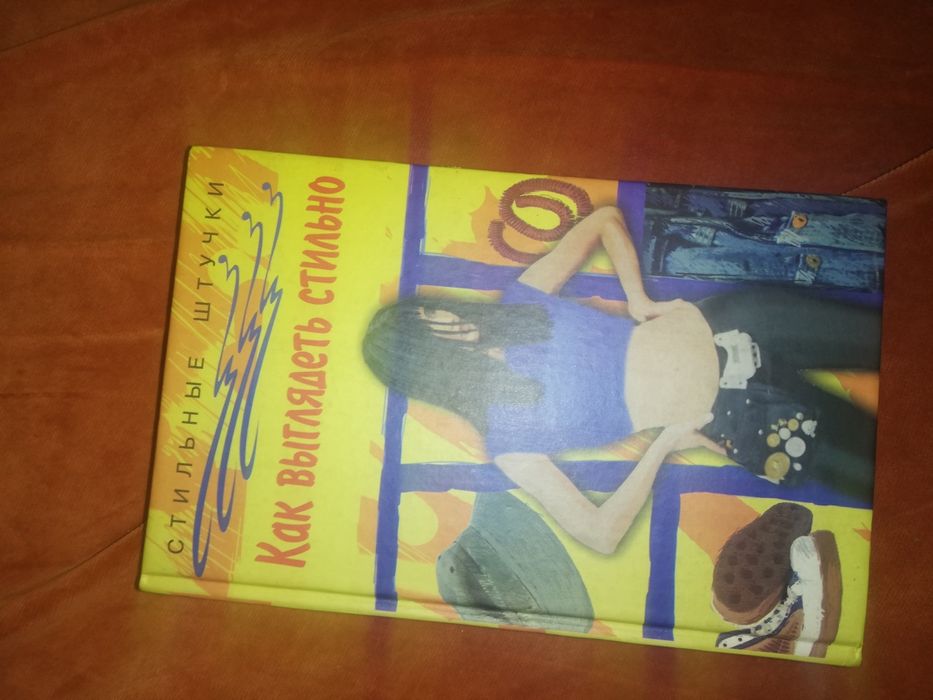 СТИЛЬНЫЕ ШТУЧКИ
Как выглядеть стильно